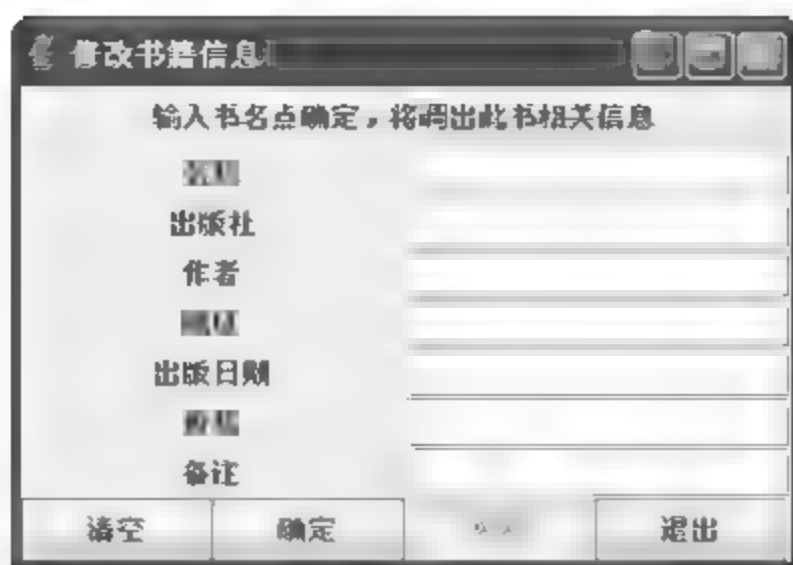 修改书籍信息
输入书名点确定，将调出此书相关信息
出版社
作者
出版日期
备注
清空
确定
退出